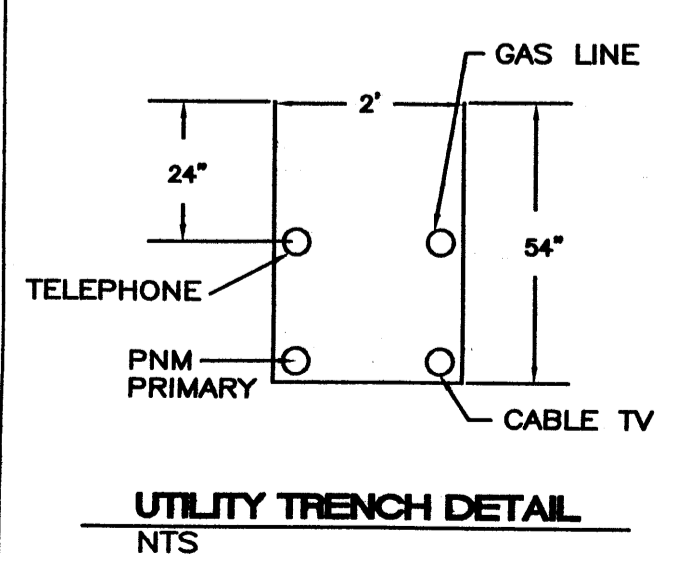 GAS LINE
2'
24"
54"
TELEPHONE
PNM
PRIMARY
CABLE TV
UTILITY TRENCH DETAIL
NTS